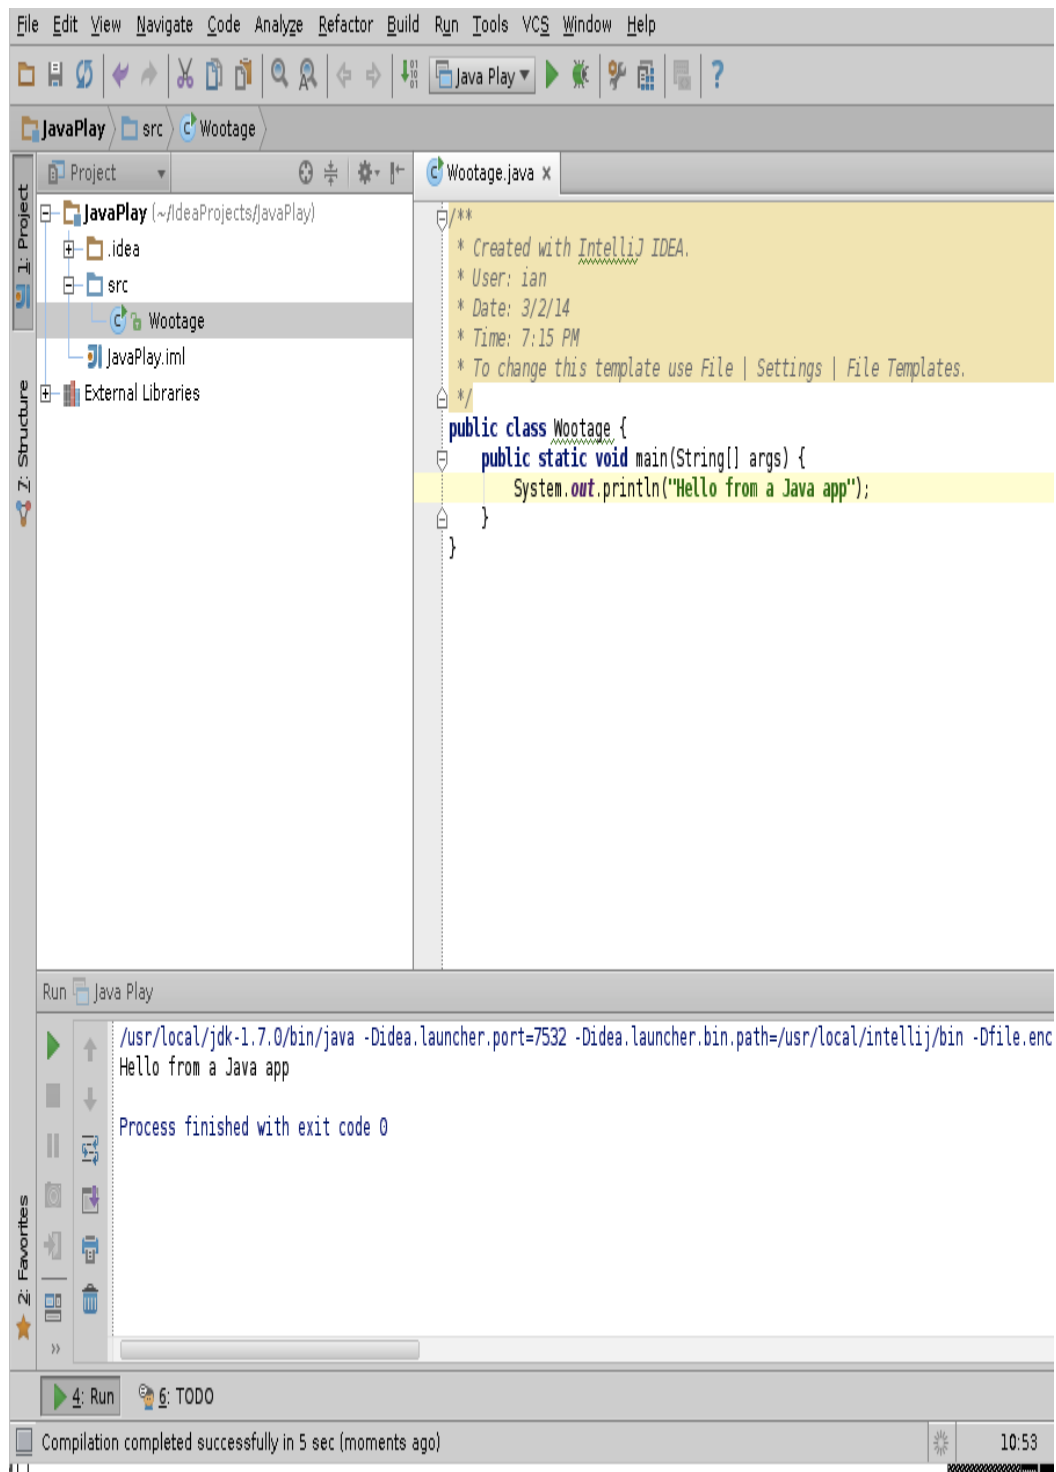 File Edit View Navigate Code Analyze Refactor Build Run Tools VCS Window Help
Java Play
JavaPlay src Wootage
1: Project
Project
JavaPlay (~/IdeaProjects/JavaPlay)
.idea
src
Wootage
JavaPlay.iml
External Libraries
7: Structure
Wootage.java
/**
* Created with IntelliJ IDEA.
* User: ian
* Date: 3/2/14
* Time: 7:15 PM
* To change this template use File | Settings | File Templates.
*/
public class Wootage {
public static void main(String[] args) {
System.out.println("Hello from a Java app");
}
}
Run Java Play
/usr/local/jdk-1.7.0/bin/java -Didea.launcher.port=7532 -Didea.launcher.bin.path=/usr/local/intellij/bin -Dfile.enc
Hello from a Java app
Process finished with exit code 0
2: Favorites
4: Run 6: TODO
Compilation completed successfully in 5 sec (moments ago) 10:53